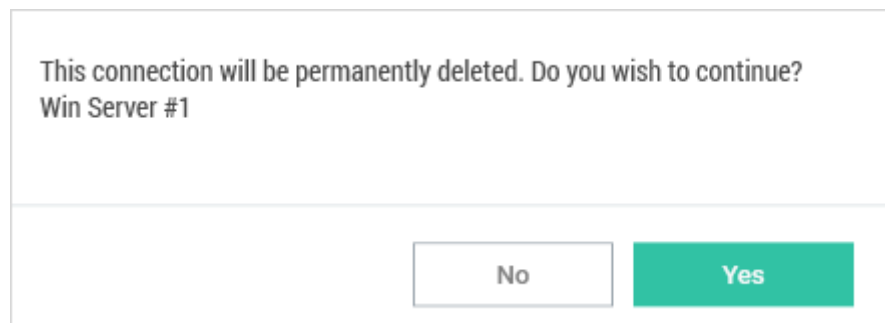 This connection will be permanently deleted. Do you wish to continue?
Win Server #1
No
Yes